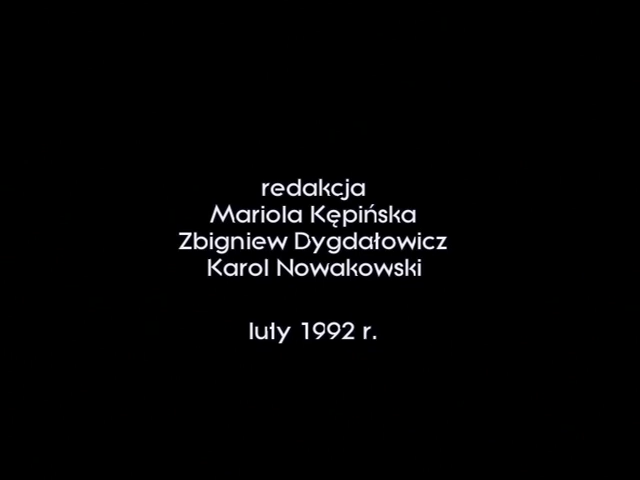 redakcja
Mariola Kępińska
Zbigniew Dygdałowicz
Karol Nowakowski
luty 1992 r.